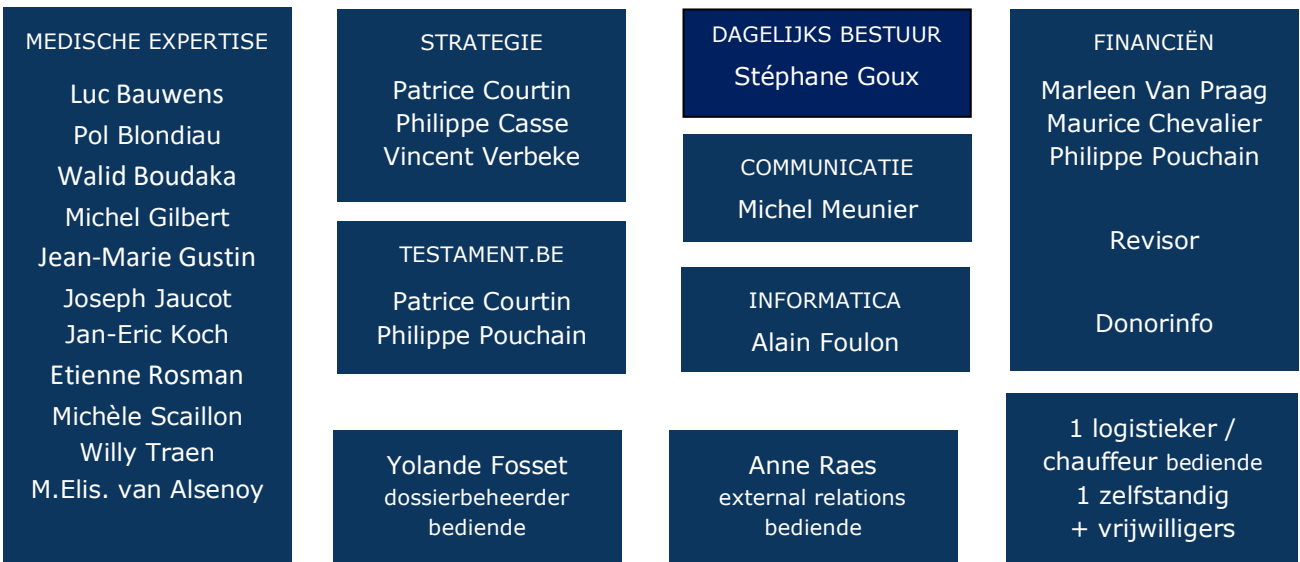 MEDISCHE EXPERTISE
Luc Bauwens
Pol Blondiau
Walid Boudaka
Michel Gilbert
Jean-Marie Gustin
Joseph Jaucot
Jan-Eric Koch
Etienne Rosman
Michèle Scaillon
Willy Traen
M.Elis. van Alsenoy
STRATEGIE
Patrice Courtin
Philippe Casse
Vincent Verbeke
TESTAMENT.BE
Patrice Courtin
Philippe Pouchain
DAGELIJKS BESTUUR
Stéphane Goux
COMMUNICATIE
Michel Meunier
INFORMATICA
Alain Foulon
FINANCIËN
Marleen Van Praag
Maurice Chevalier
Philippe Pouchain
Revisor
Donorinfo
Yolande Fosset
dossierbeheerder
bediende
Anne Raes
external relations
bediende
1 logistieker /
chauffeur bediende
1 zelfstandig
+ vrijwilligers